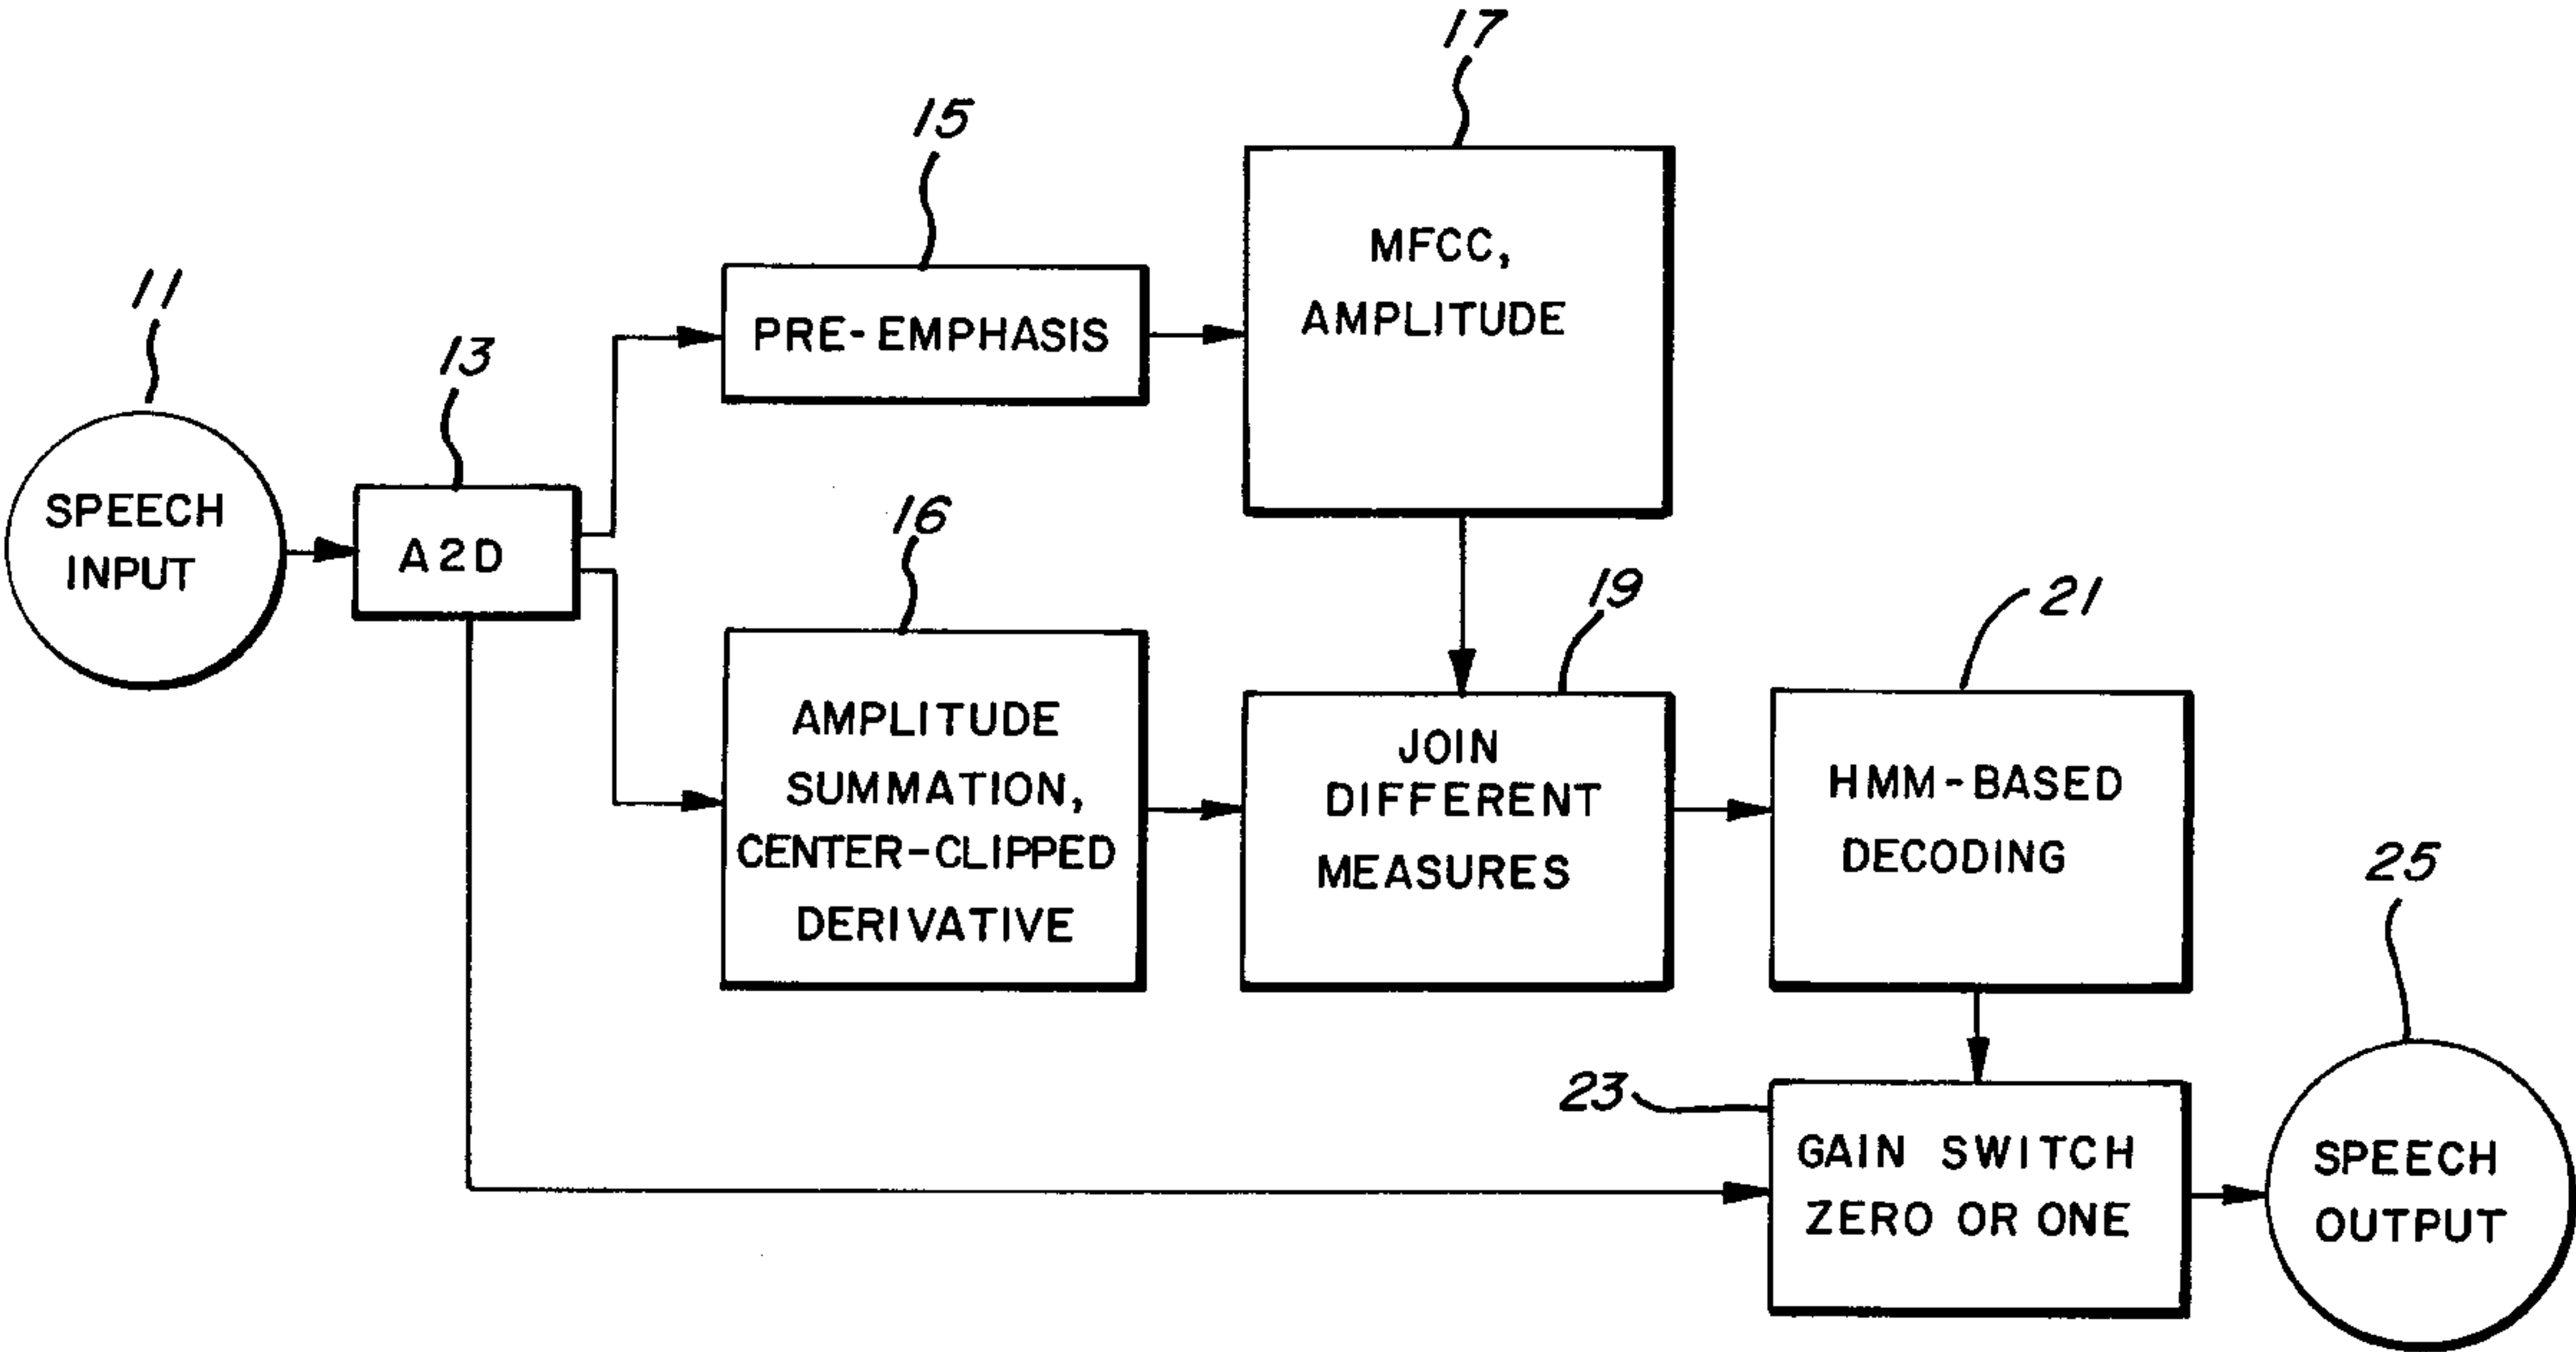 17
15
MFCC,
AMPLITUDE
11
PRE-EMPHASIS
13
SPEECH
INPUT
A2D
16
AMPLITUDE
SUMMATION,
CENTER-CLIPPED
DERIVATIVE
19
JOIN
DIFFERENT
MEASURES
21
HMM-BASED
DECODING
25
23
GAIN SWITCH
ZERO OR ONE
SPEECH
OUTPUT